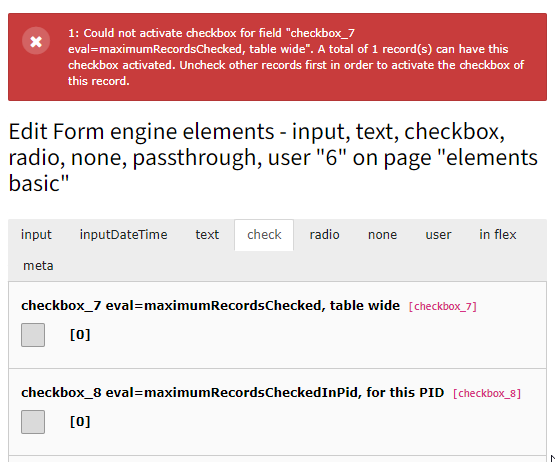 1: Could not activate checkbox for field "checkbox_7
eval=maximumRecordsChecked, table wide". A total of 1 record(s) can have this
checkbox activated. Uncheck other records first in order to activate the checkbox of
this record.
Edit Form engine elements - input, text, checkbox,
radio, none, passthrough, user "6" on page "elements
basic"
input inputDateTime text check radio none user in flex
meta
checkbox_7 eval=maximumRecordsChecked, table wide [checkbox_7]
[0]
checkbox_8 eval=maximumRecordsCheckedInPid, for this PID [checkbox_8]
[0]